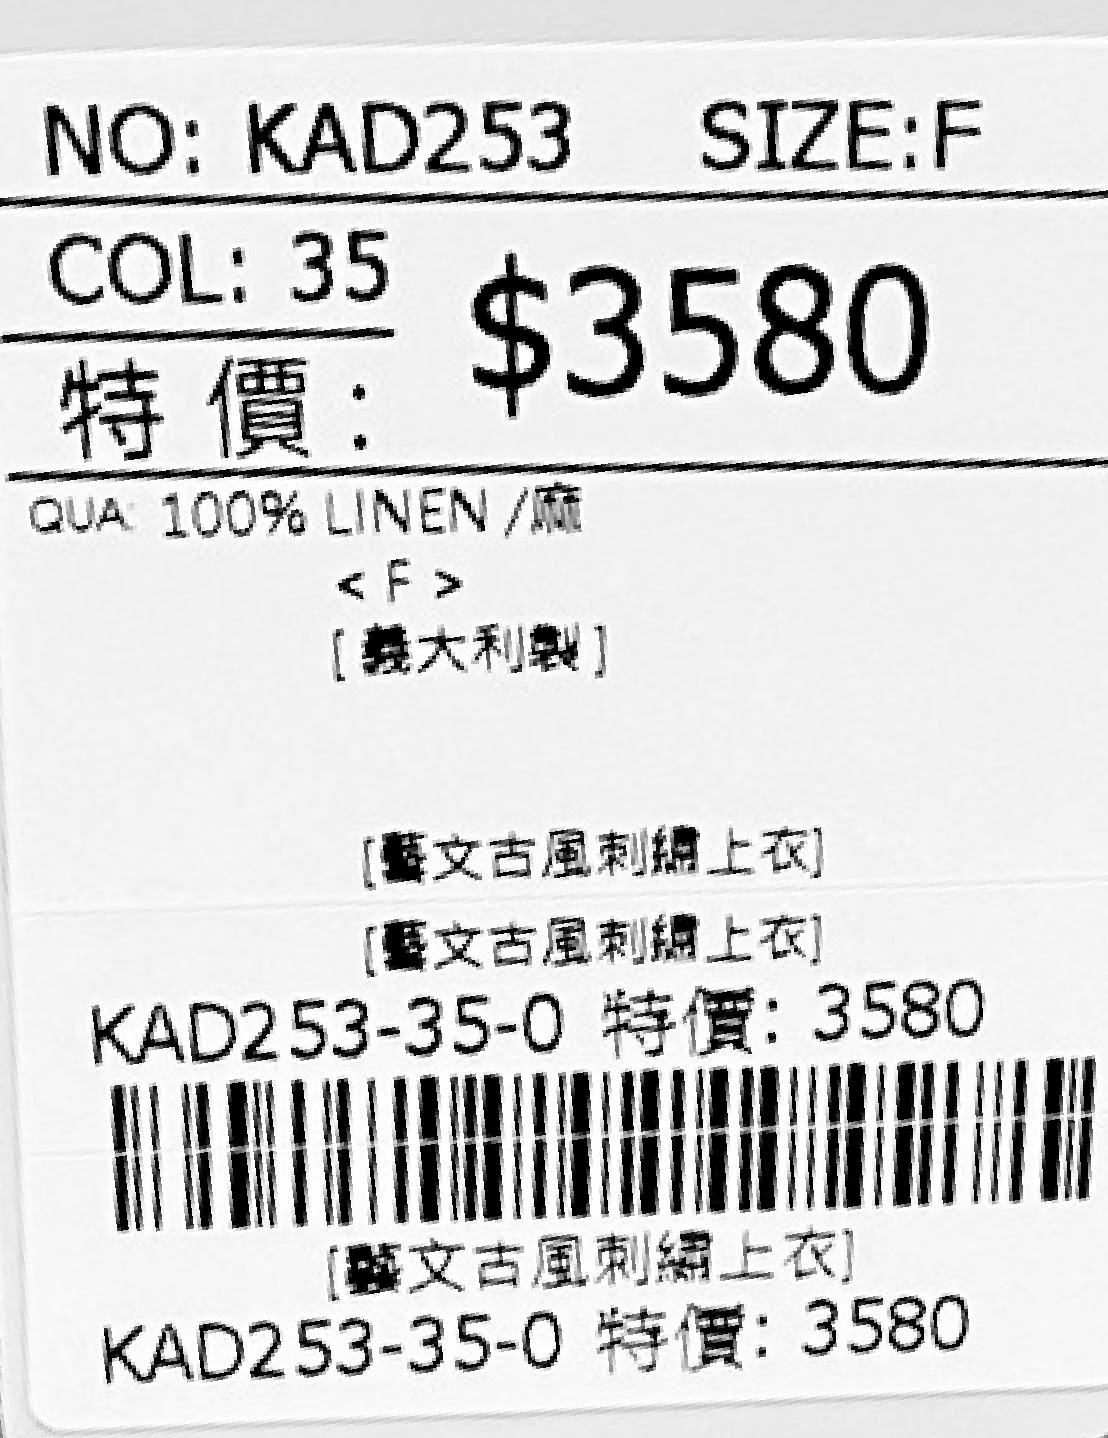 NO: KAD253 SIZE:F
COL: 35 $3580
特價:
QUA: 100% LINEN /麻
< F >
[義大利製]
[藝文古風刺繡上衣]
[藝文古風刺繡上衣]
KAD253-35-0 特價: 3580
[藝文古風刺繡上衣]
KAD253-35-0 特價: 3580